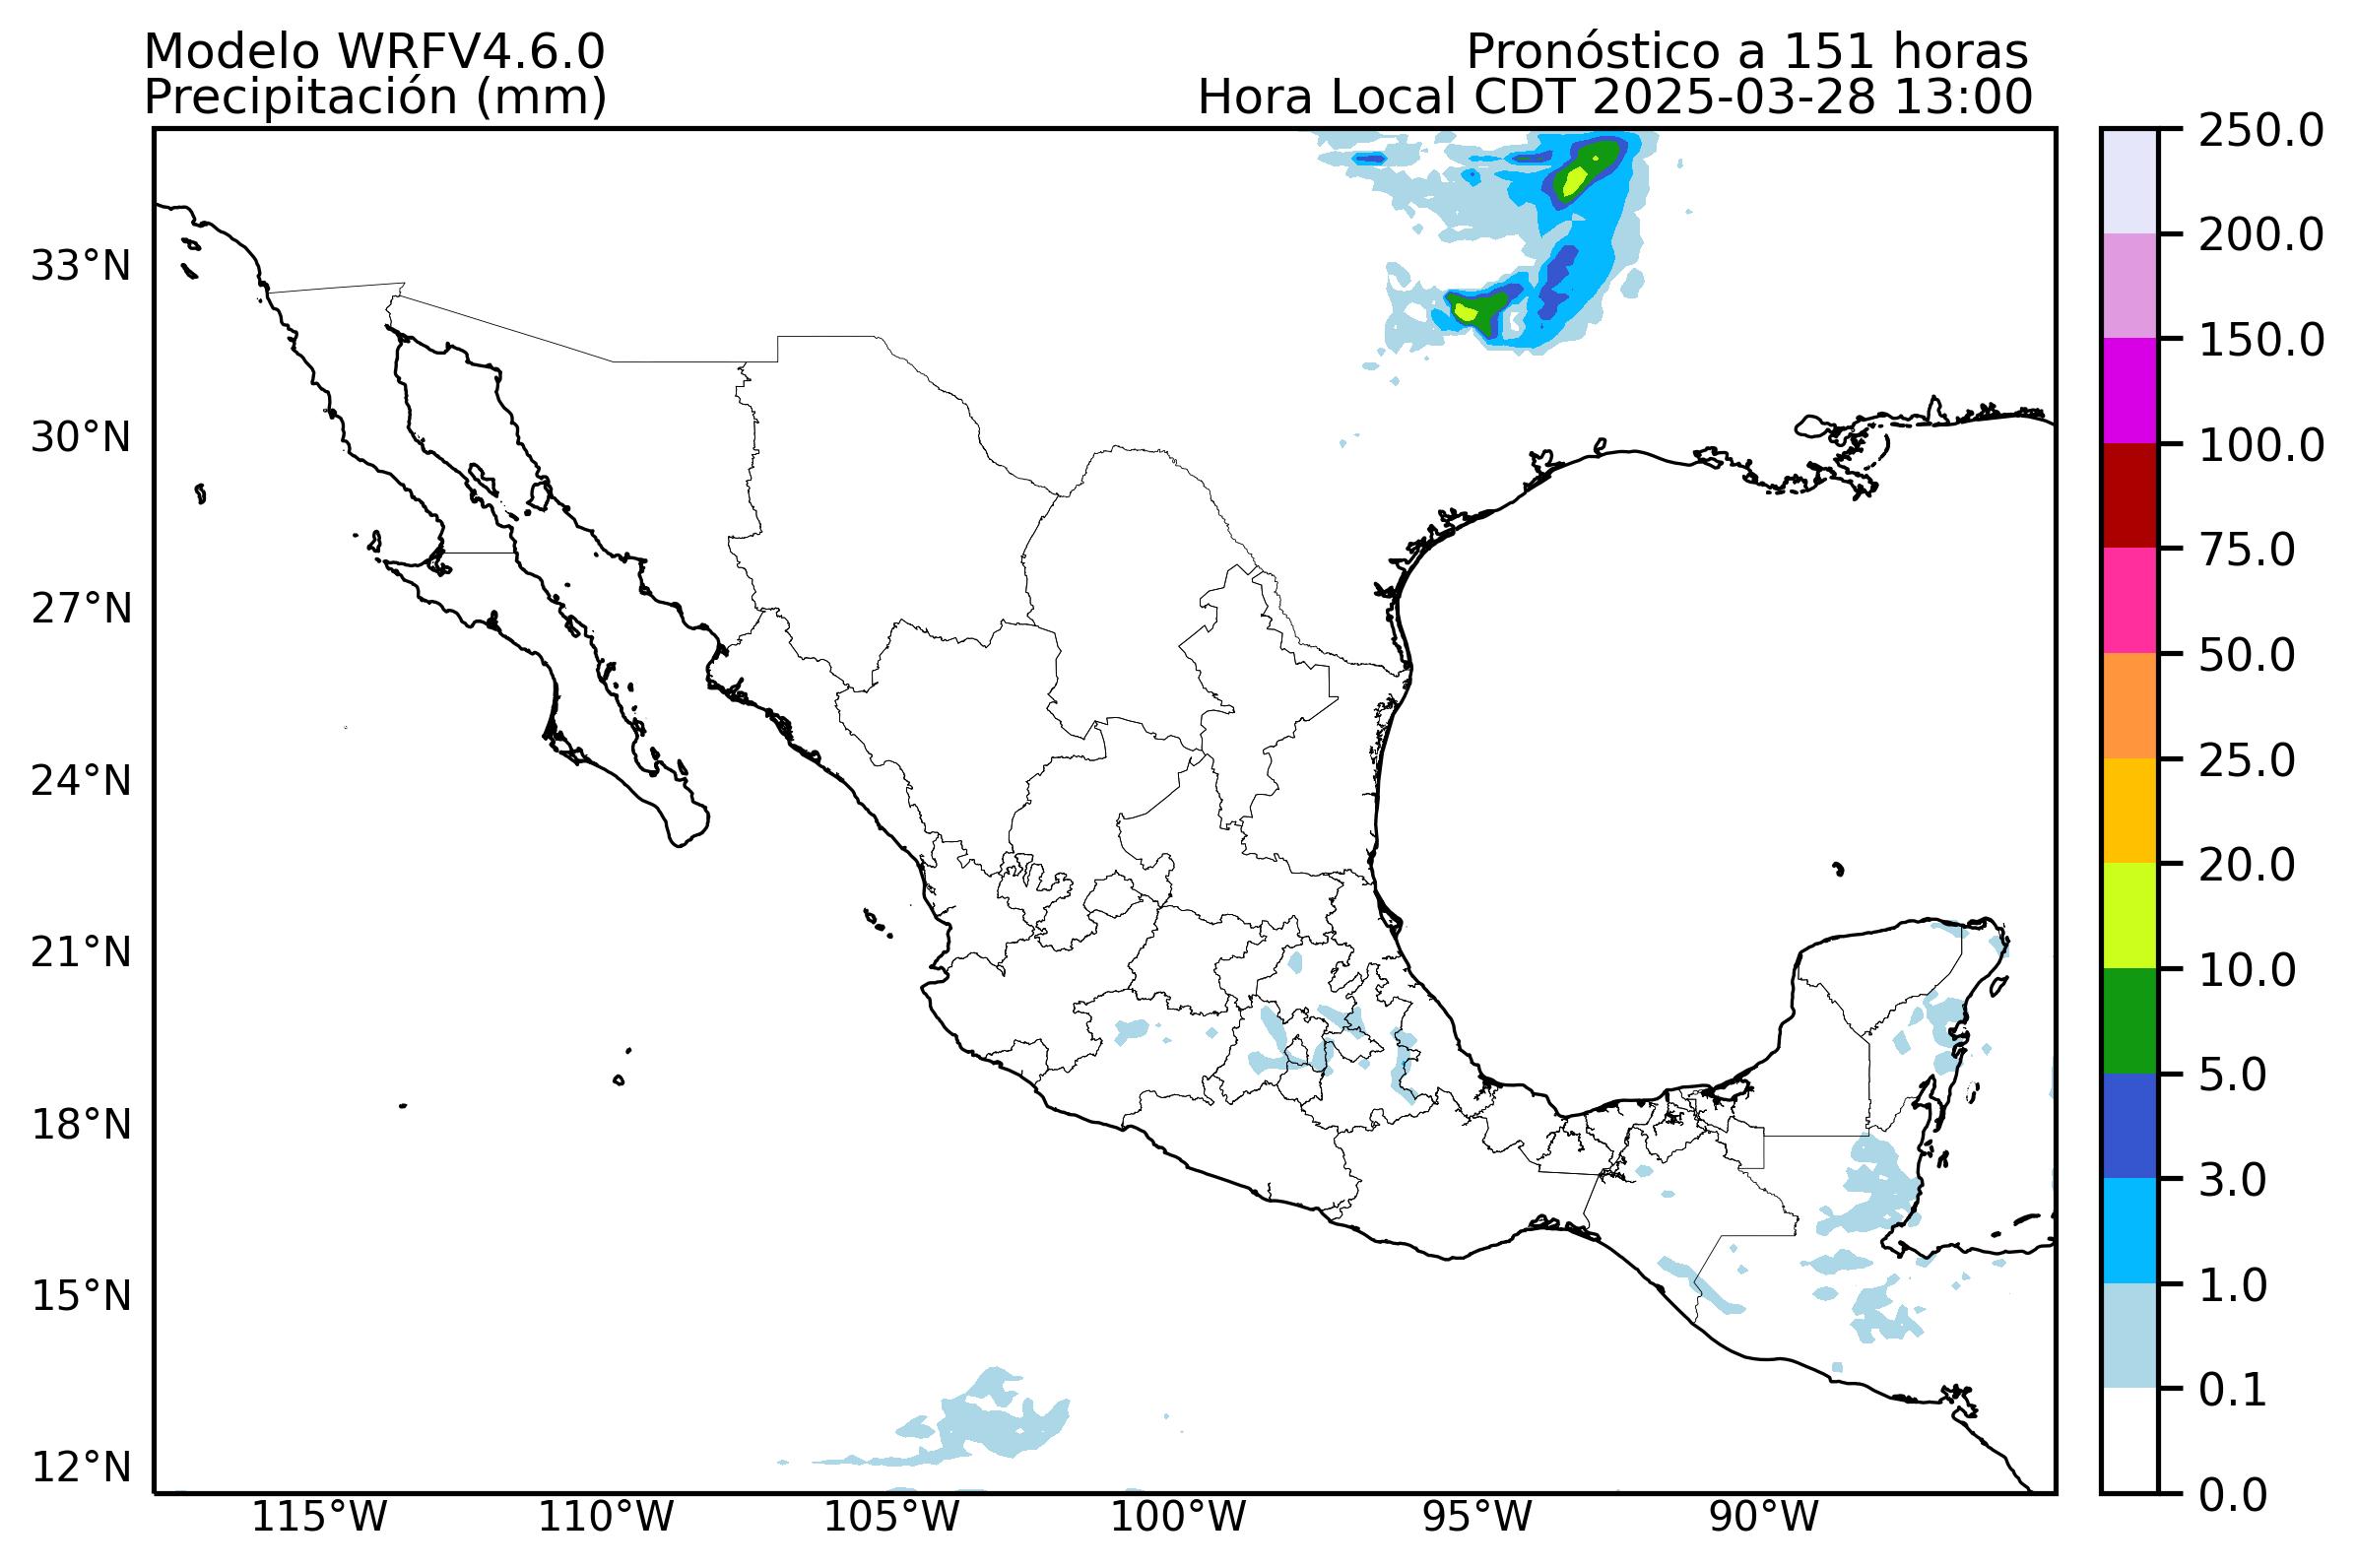 Modelo WRFV4.6.0
Pronóstico a 151 horas
Precipitación (mm)
Hora Local CDT 2025-03-28 13:00
33°N
30°N
27°N
24°N
21°N
18°N
15°N
12°N
115°W
110°W
105°W
100°W
95°W
90°W
250.0
200.0
150.0
100.0
75.0
50.0
25.0
20.0
10.0
5.0
3.0
1.0
0.1
0.0